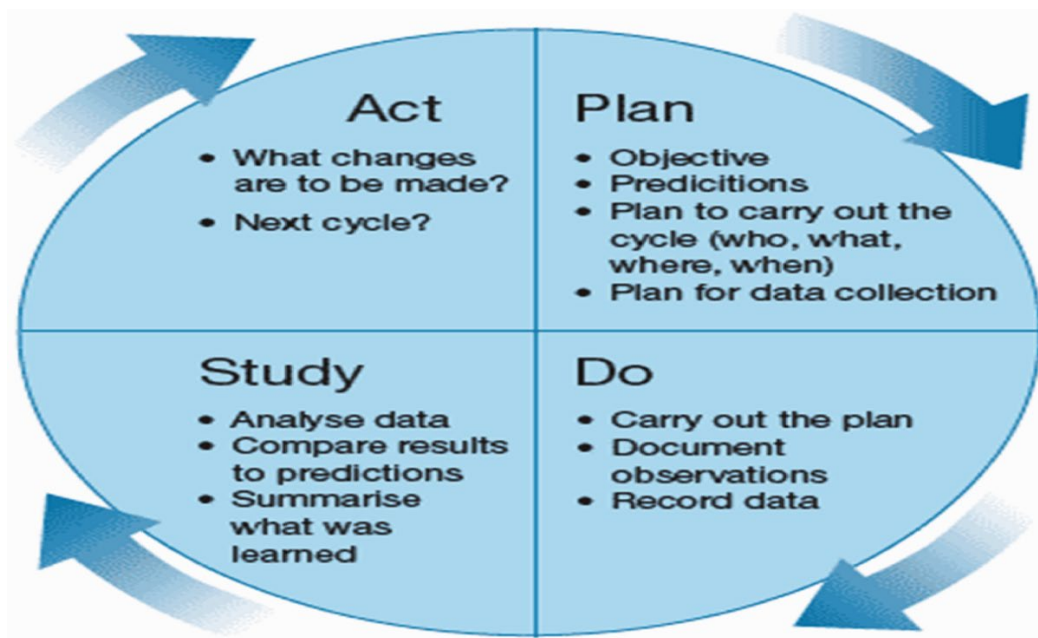 Act
• What changes
are to be made?
• Next cycle?
Plan
• Objective
• Predicitions
• Plan to carry out the
cycle (who, what,
where, when)
• Plan for data collection
Study
• Analyse data
• Compare results
to predictions
• Summarise
what was
learned
Do
• Carry out the plan
• Document
observations
• Record data